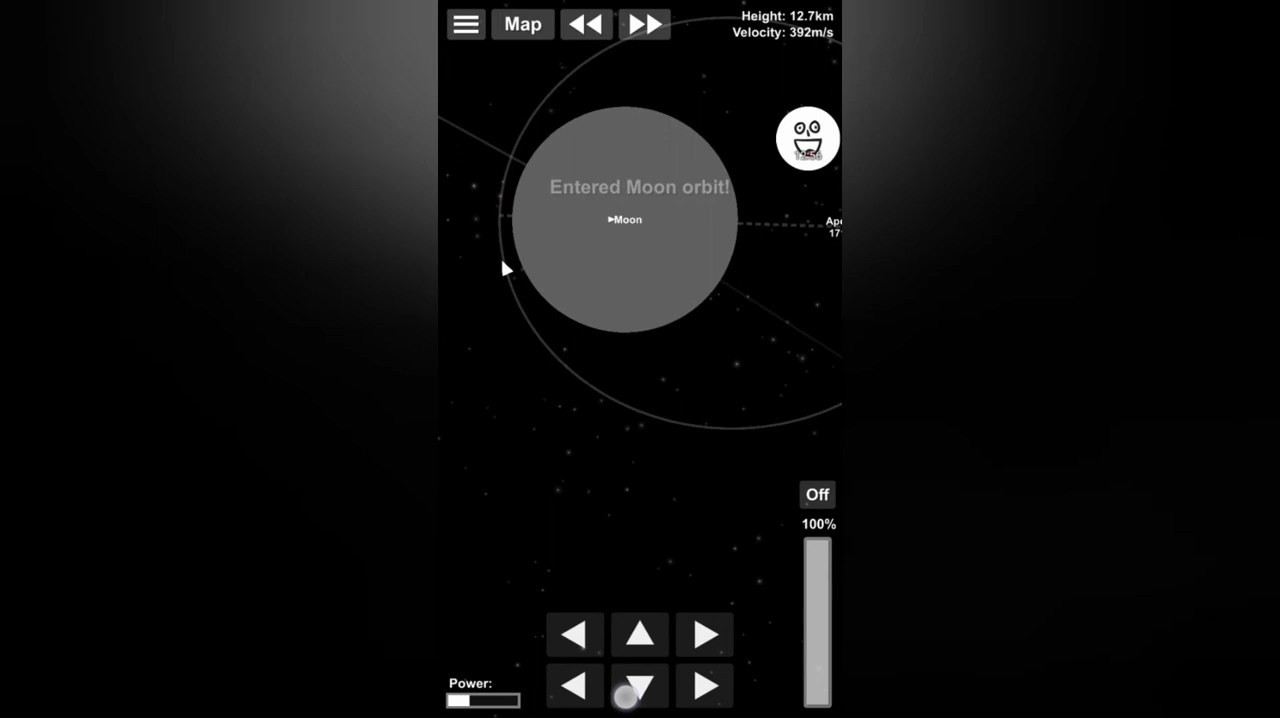 Map
Height: 12.7km
Velocity: 392m/s
Entered Moon orbit!
Moon
Off
100%
Power: